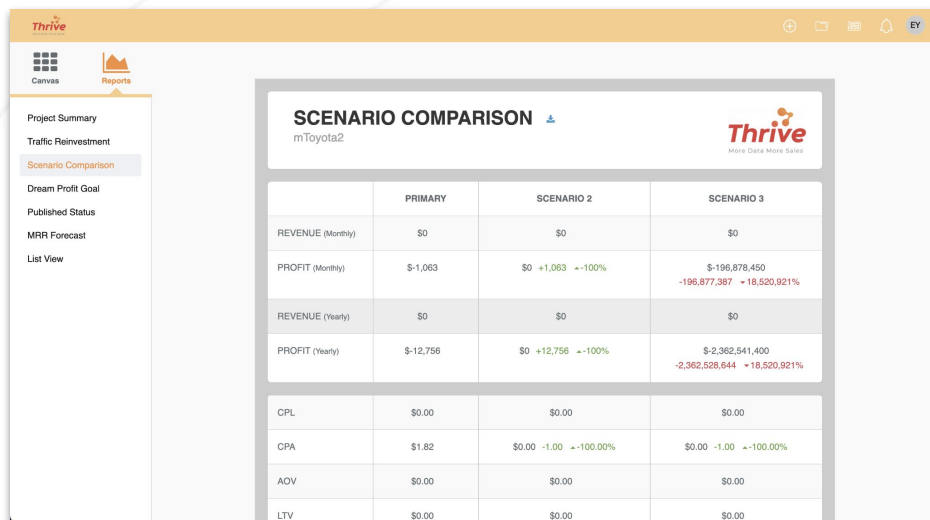 Thrive
EY
Canvas
Reports
Project Summary
Traffic Reinvestment
Scenario Comparison
Dream Profit Goal
Published Status
MRR Forecast
List View
SCENARIO COMPARISON
mToyota2
Thrive
More Data More Sales
PRIMARY SCENARIO 2 SCENARIO 3
REVENUE (Monthly) $0 $0 $0
PROFIT (Monthly) $-1,063 $0 +1,063 -100% $-196,878,450
-196,877,387 18,520,921%
REVENUE (Yearly) $0 $0 $0
PROFIT (Yearly) $-12,756 $0 +12,756 -100% $-2,362,541,400
-2,362,528,644 18,520,921%
CPL $0.00 $0.00 $0.00
CPA $1.82 $0.00 -1.00 -100.00% $0.00 -1.00 -100.00%
AOV $0.00 $0.00 $0.00
LTV $0.00 $0.00 $0.00